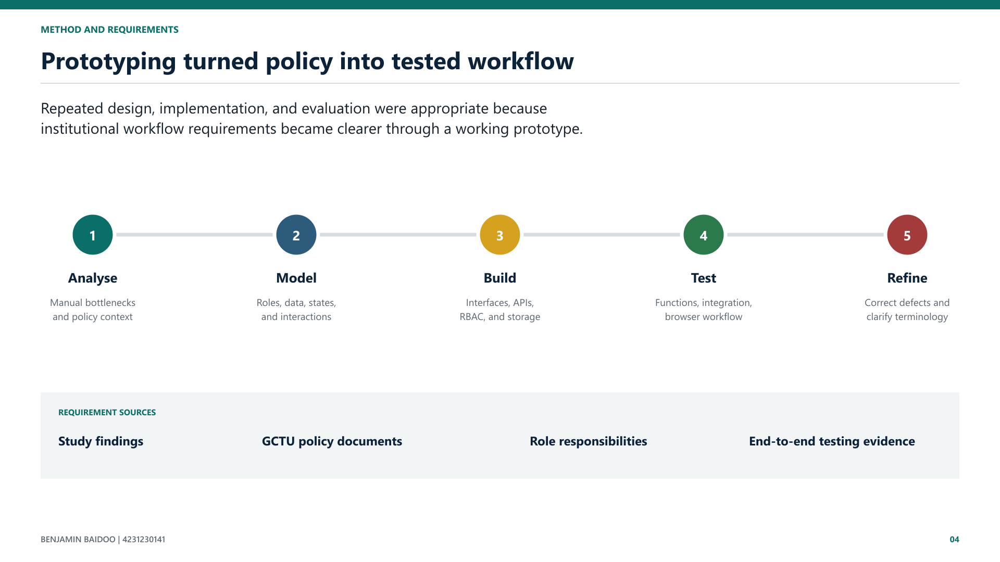 METHOD AND REQUIREMENTS
Prototyping turned policy into tested workflow
Repeated design, implementation, and evaluation were appropriate because
institutional workflow requirements became clearer through a working prototype.
1
2
3
4
5
Analyse
Model
Build
Test
Refine
Manual bottlenecks
and policy context
Roles, data, states,
and interactions
Interfaces, APIs,
RBAC, and storage
Functions, integration,
browser workflow
Correct defects and
clarify terminology
REQUIREMENT SOURCES
Study findings
GCTU policy documents
Role responsibilities
End-to-end testing evidence
BENJAMIN BAIDOO | 4231230141
04